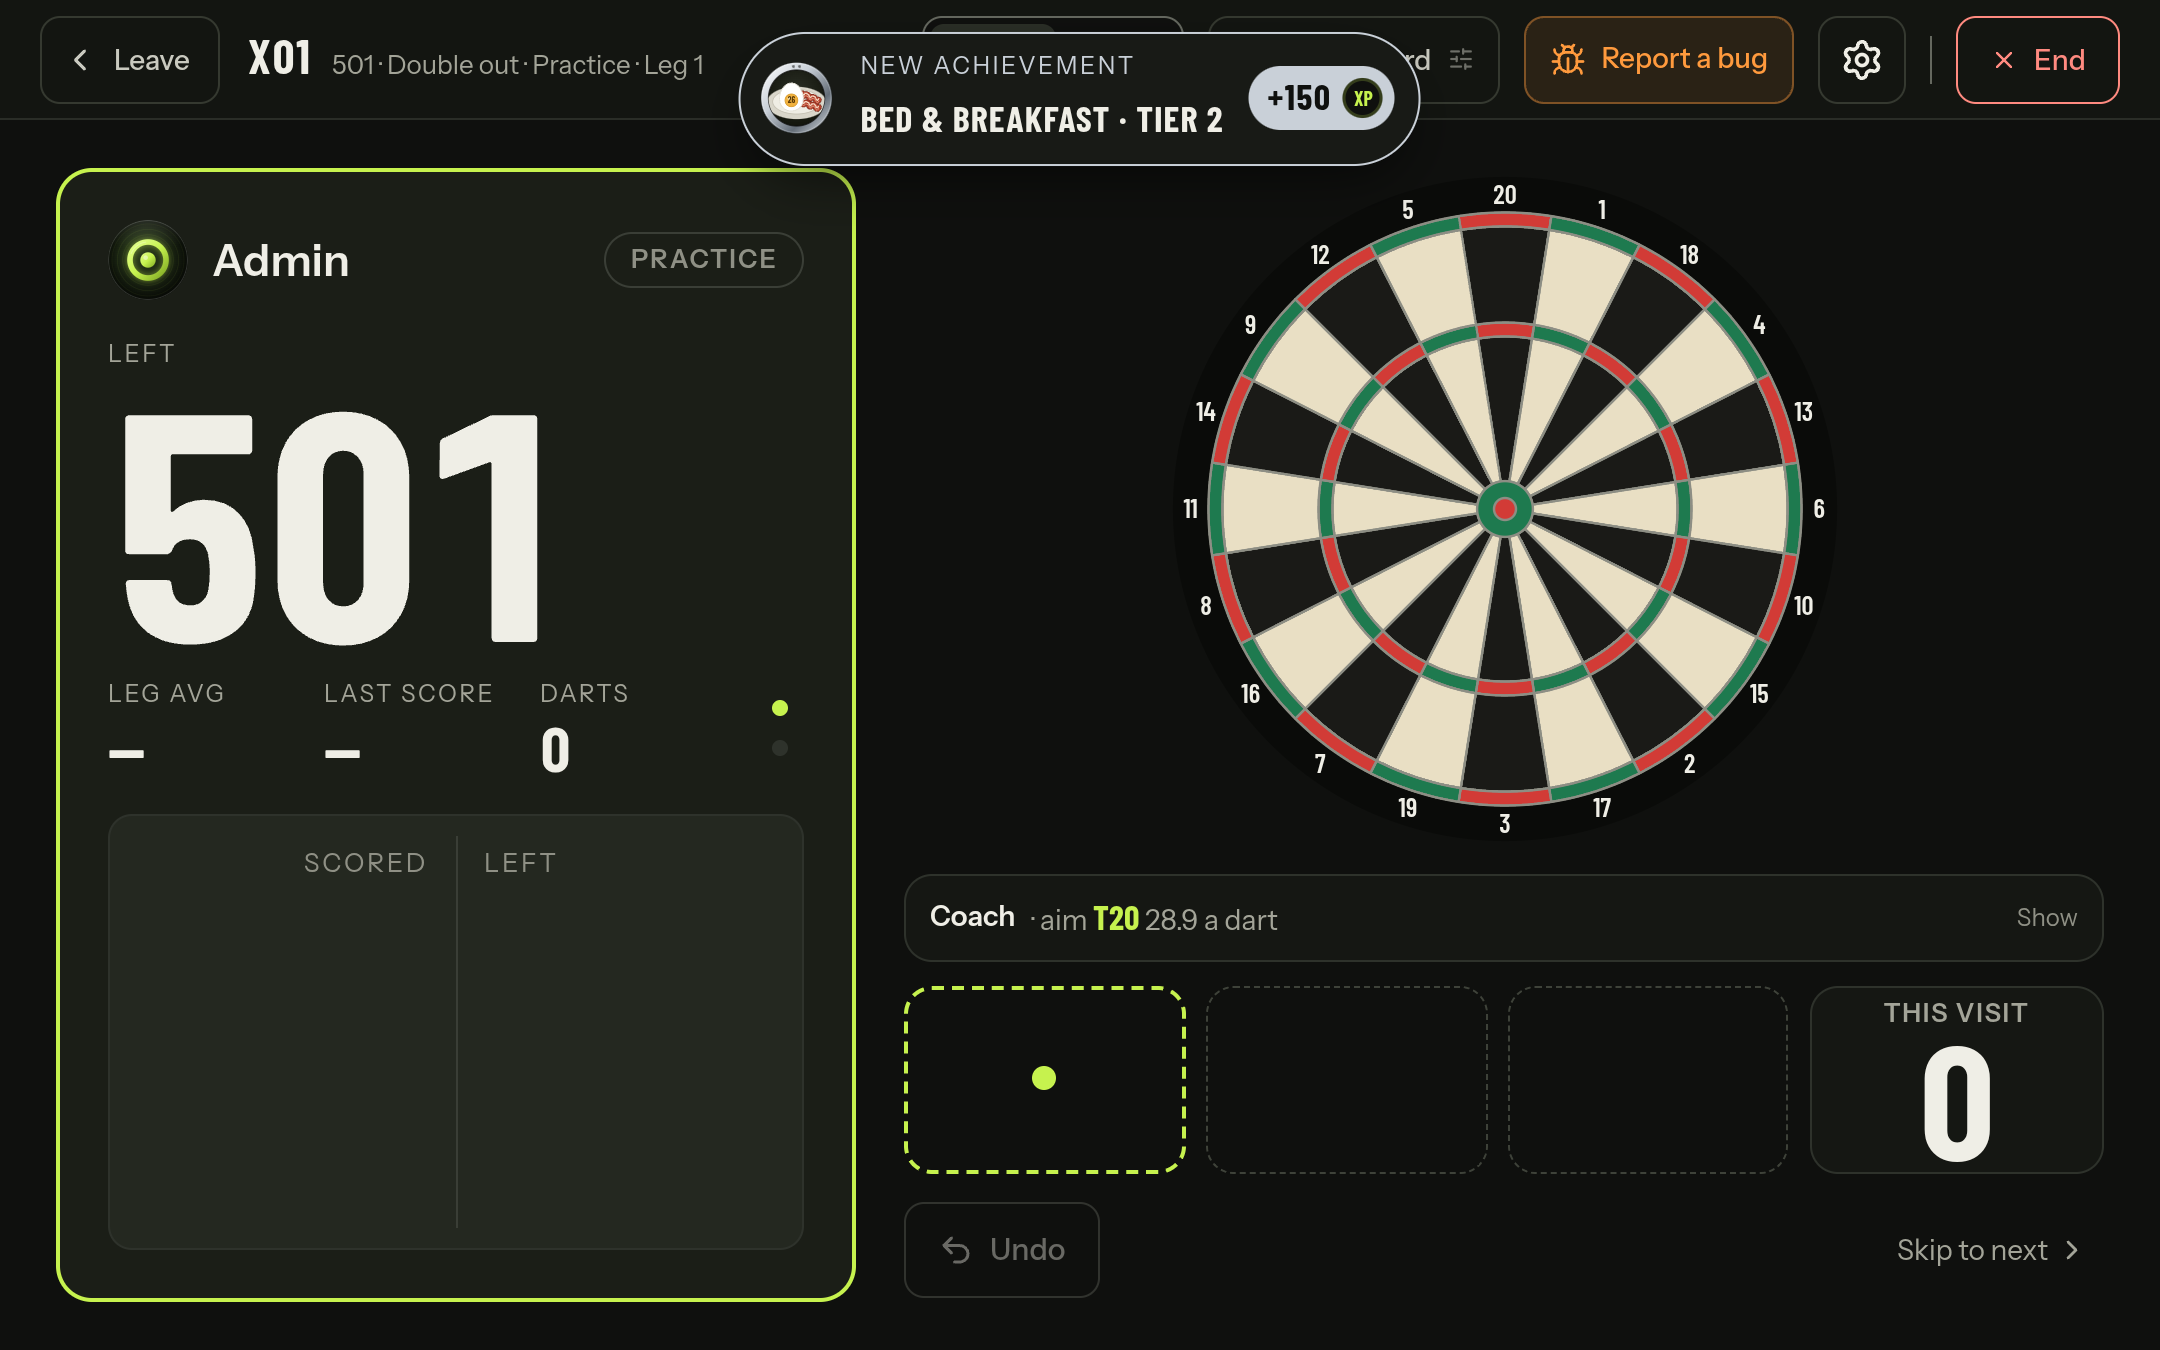 Leave
X01 501 · Double out · Practice · Leg 1
NEW ACHIEVEMENT
BED & BREAKFAST · TIER 2
26
+150 XP
rd
Report a bug
End
Admin
PRACTICE
LEFT
501
LEG AVG LAST SCORE DARTS
– – 0
SCORED LEFT
20
1
18
4
13
6
10
15
2
17
3
19
7
16
8
11
14
9
12
5
Coach · aim T20 28.9 a dart
Show
THIS VISIT
0
Undo
Skip to next